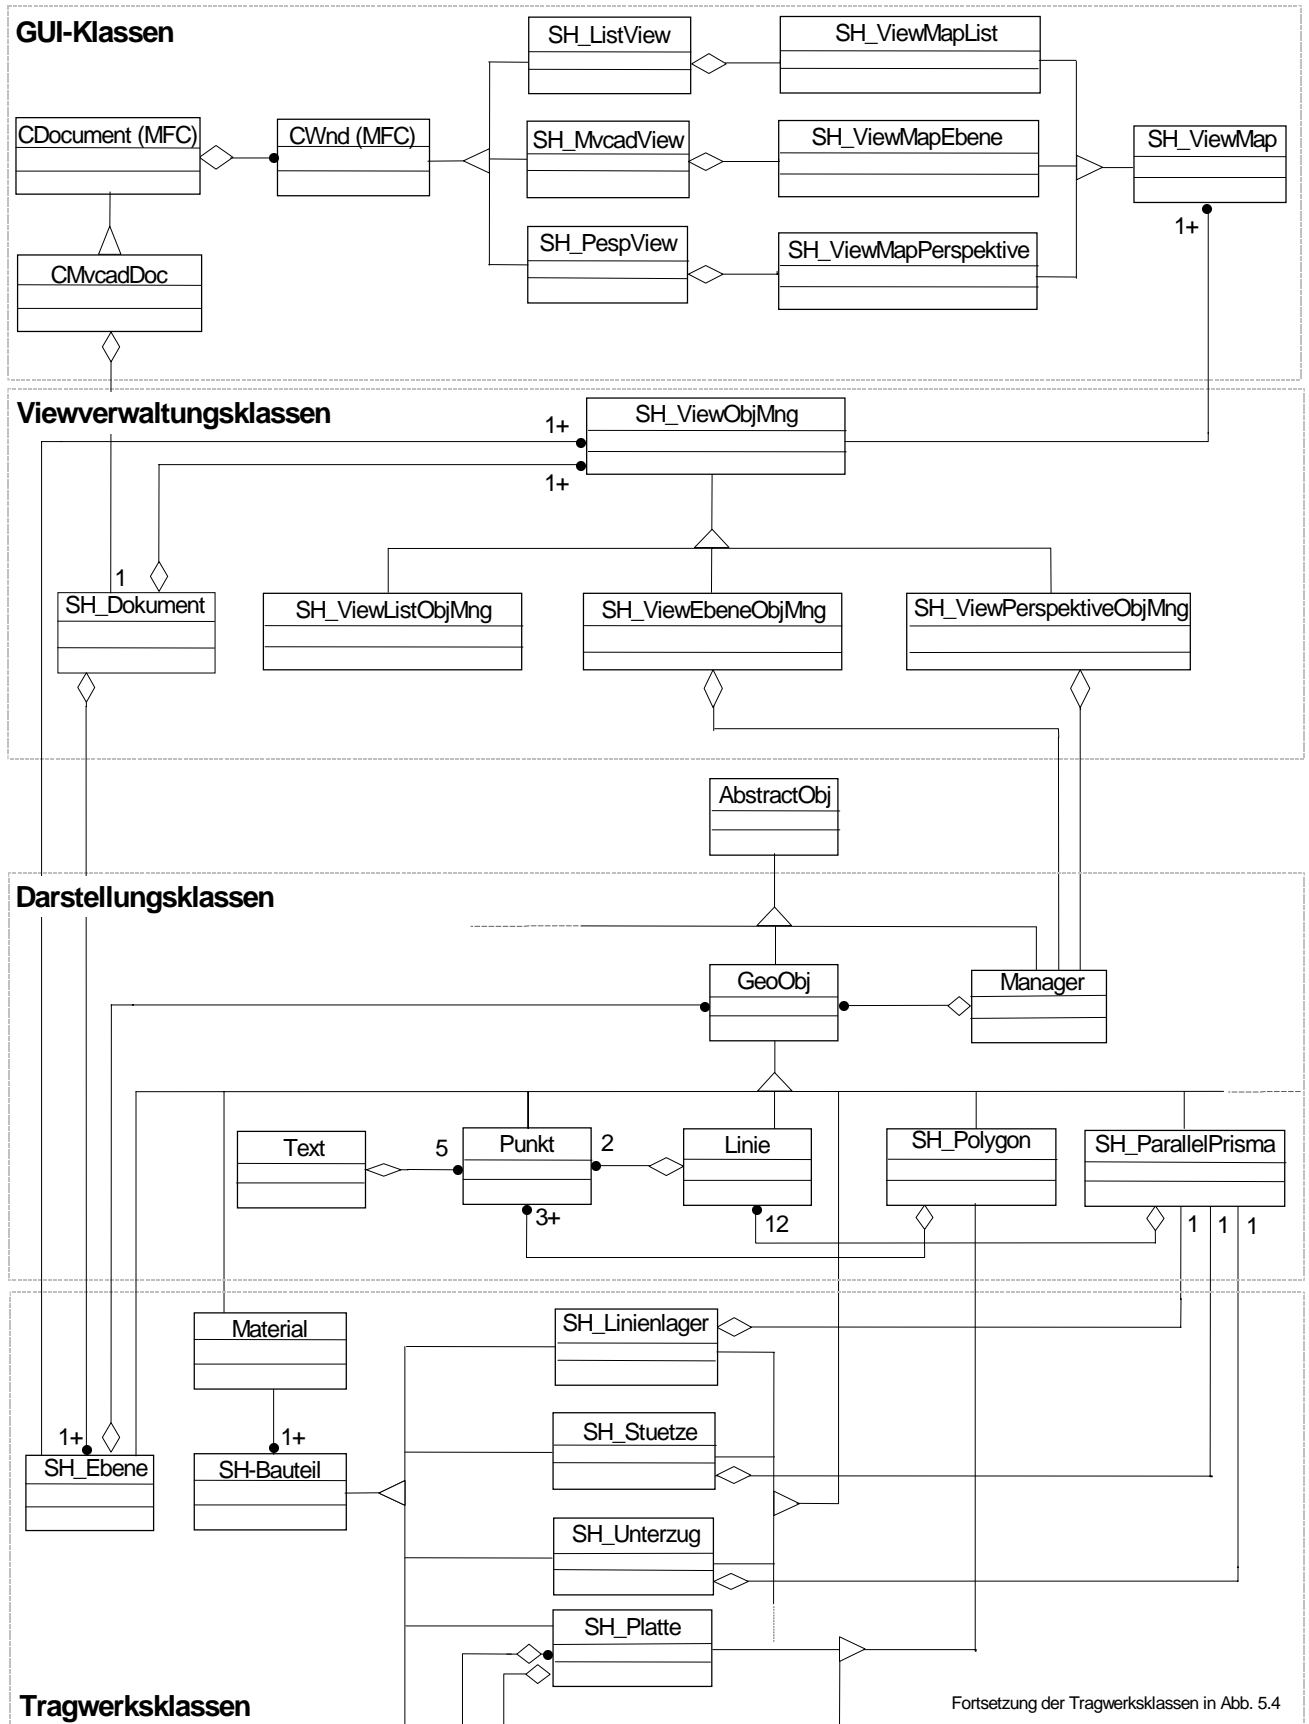 GUI-Klassen
SH_ListView
SH_ViewMapList
CDocument (MFC)
CWnd (MFC)
SH_MvcadView
SH_ViewMapEbene
SH_ViewMap
1+
SH_PespView
SH_ViewMapPerspektive
CMvcadDoc
Viewverwaltungsklassen
SH_ViewObjMng
1+
1+
1
SH_Dokument
SH_ViewListObjMng
SH_ViewEbeneObjMng
SH_ViewPerspektiveObjMng
AbstractObj
Darstellungsklassen
GeoObj
Manager
Text
5
Punkt
2
Linie
SH_Polygon
SH_ParallelPrisma
3+
12
1
1
1
Material
SH_Linienlager
1+
1+
SH_Ebene
SH-Bauteil
SH_Stuetze
SH_Unterzug
SH_Platte
Tragwerksklassen
Fortsetzung der Tragwerksklassen in Abb. 5.4